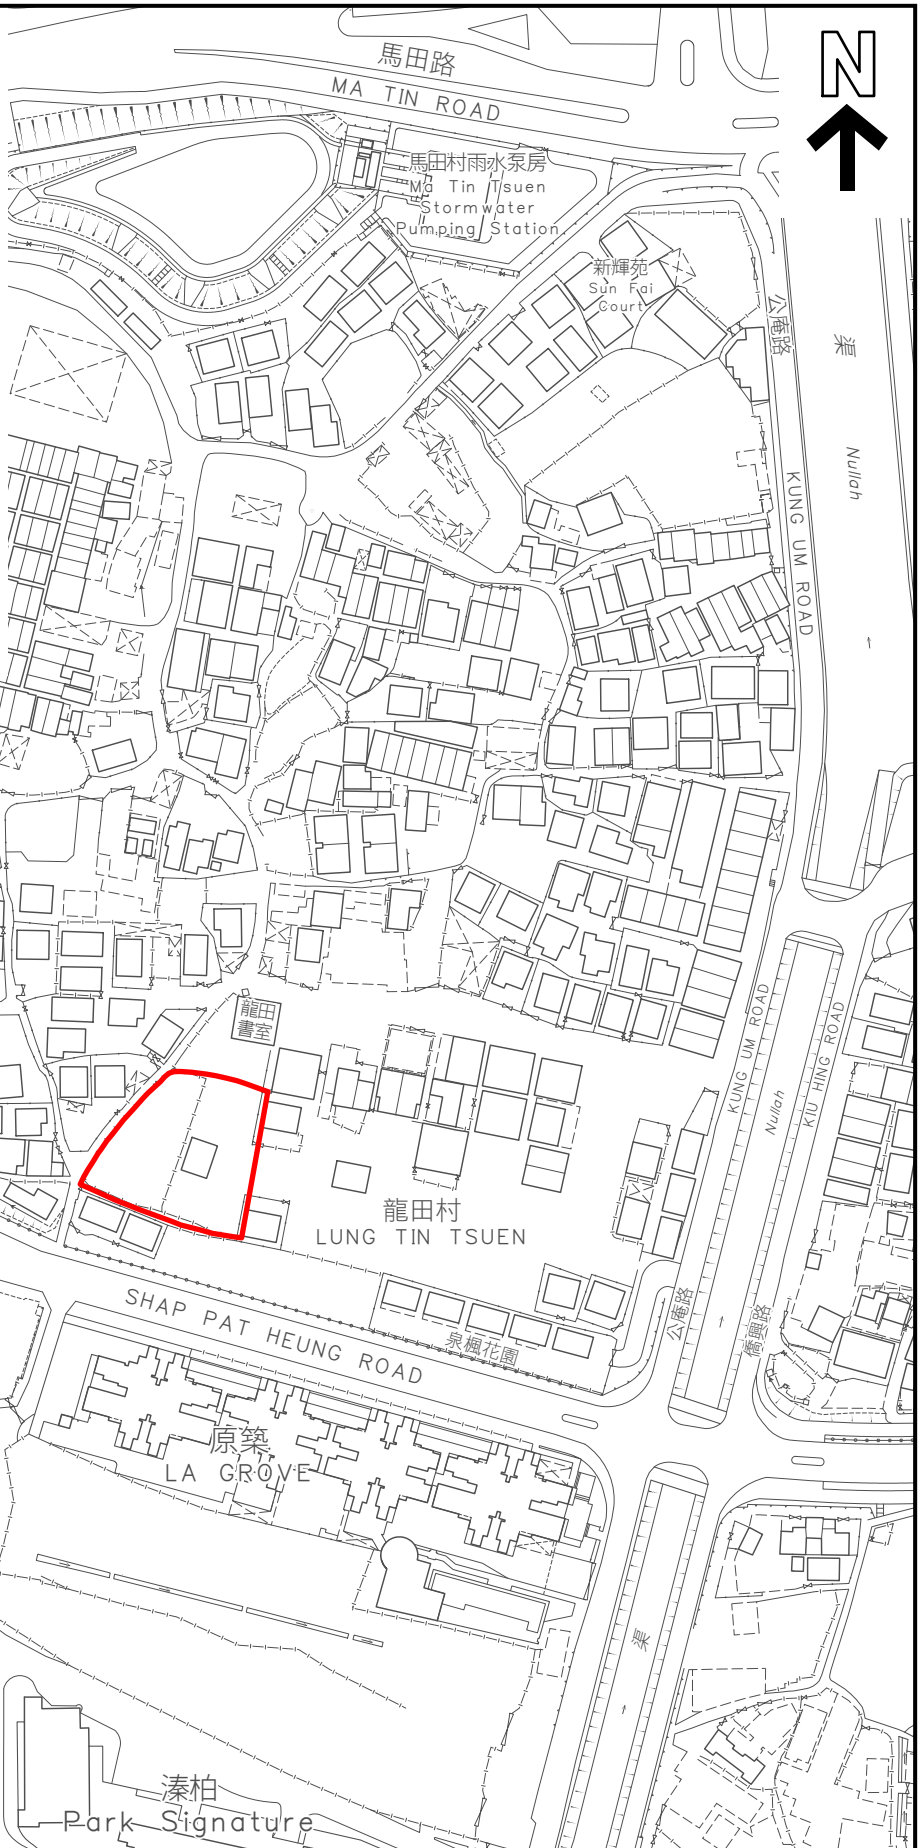 馬田路
MA TIN ROAD
N
馬田村雨水泵房
Ma Tin Tsuen
Stormwater
Pumping Station
新輝苑
Sun Fai
Court
公庵路
KUNG UM ROAD
渠
Nullah
龍田
書室
KUNG UM ROAD
Nullah
KIU HING ROAD
龍田村
LUNG TIN TSUEN
SHAP PAT HEUNG ROAD
泉楓花園
公庵路
僑興路
原築
LA GROVE
渠
溱柏
Park Signature